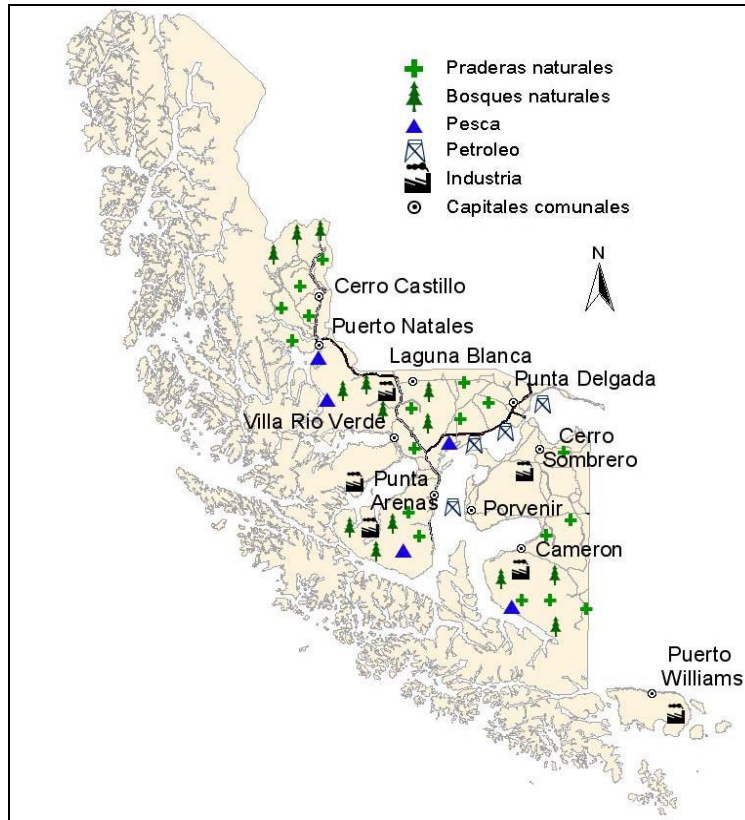 Praderas naturales
Bosques naturales
Pesca
Petroleo
Industria
Capitales comunales
N
Cerro Castillo
Puerto Natales
Laguna Blanca
Punta Delgada
Villa Río Verde
Cerro
Sombrero
Punta
Arenas
Porvenir
Cameron
Puerto
Williams